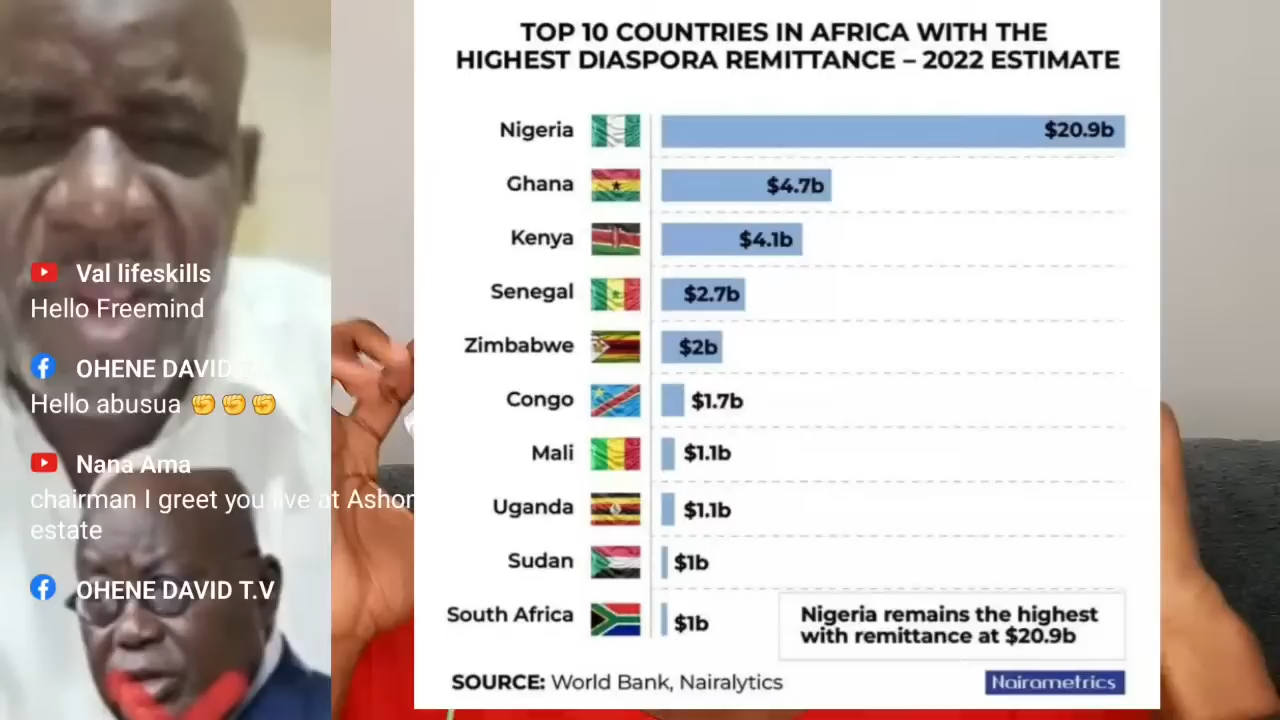 TOP 10 COUNTRIES IN AFRICA WITH THE
HIGHEST DIASPORA REMITTANCE – 2022 ESTIMATE
Nigeria $20.9b
Ghana $4.7b
Kenya $4.1b
Senegal $2.7b
Zimbabwe $2b
Congo $1.7b
Mali $1.1b
Uganda $1.1b
Sudan $1b
South Africa $1b
Nigeria remains the highest
with remittance at $20.9b
SOURCE: World Bank, Nairalytics
Nairametrics
Val lifeskills
Hello Freemind
OHENE DAVID
Hello abusua ✊✊✊
Nana Ama
chairman I greet you live at Ashor
estate
OHENE DAVID T.V